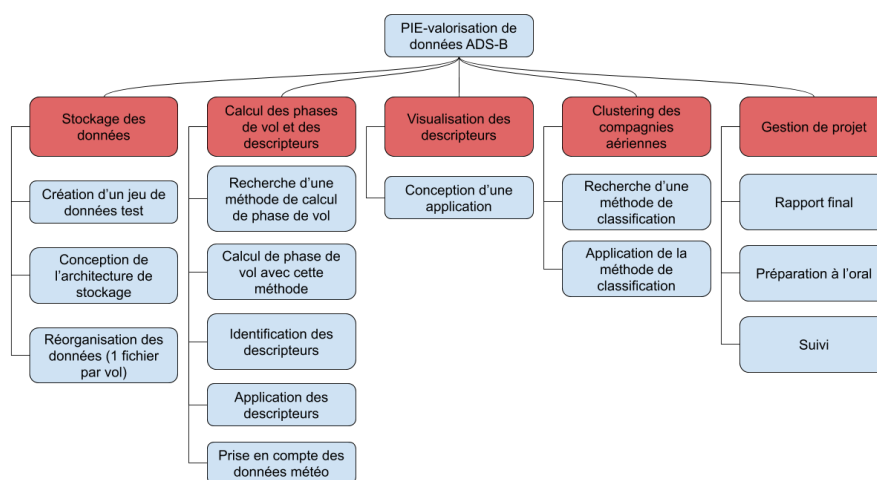 PIE-valorisation de
données ADS-B
Stockage des
données
Création d'un jeu de
données test
Conception de
l'architecture de
stockage
Réorganisation des
données (1 fichier
par vol)
Calcul des phases
de vol et des
descripteurs
Recherche d'une
méthode de calcul
de phase de vol
Calcul de phase de
vol avec cette
méthode
Identification des
descripteurs
Application des
descripteurs
Prise en compte des
données météo
Visualisation des
descripteurs
Conception d'une
application
Clustering des
compagnies
aériennes
Recherche d'une
méthode de
classification
Application de la
méthode de
classification
Gestion de projet
Rapport final
Préparation à l'oral
Suivi